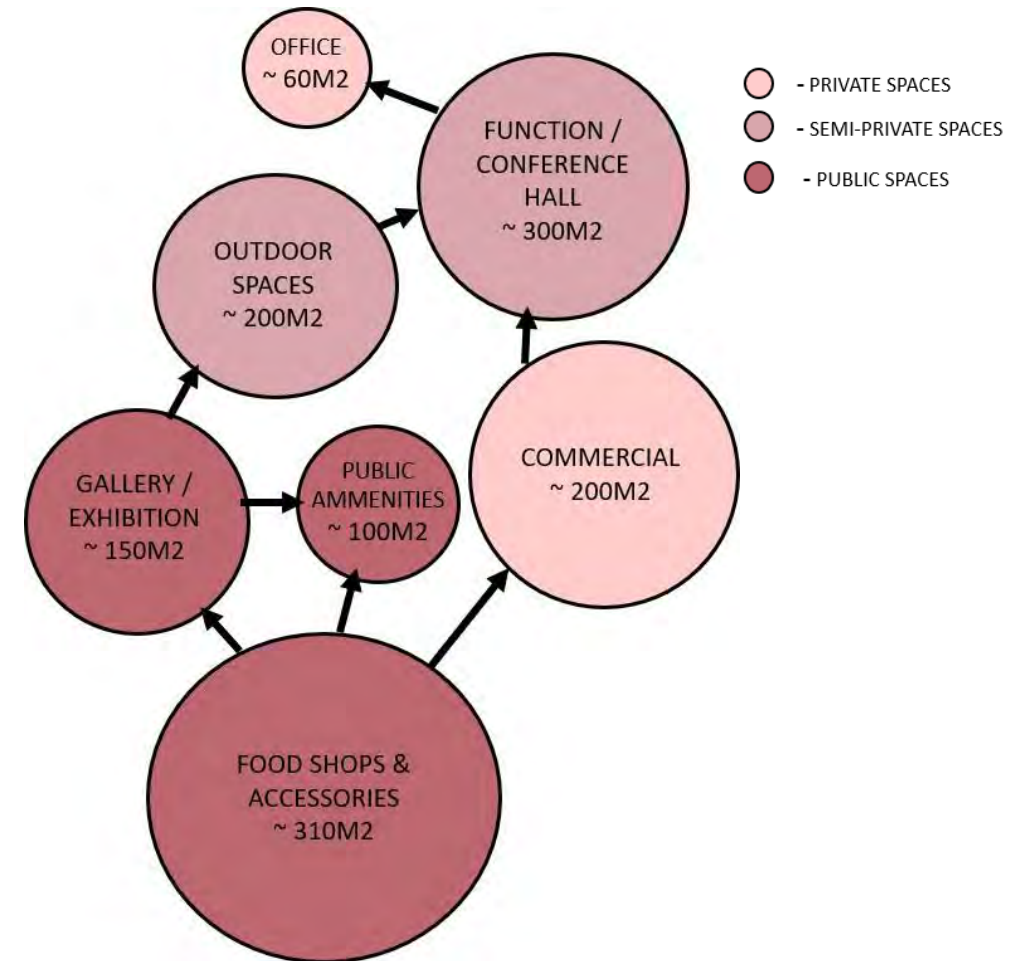 OFFICE
~ 60M2
FUNCTION /
CONFERENCE
HALL
~ 300M2
- PRIVATE SPACES
- SEMI-PRIVATE SPACES
- PUBLIC SPACES
OUTDOOR
SPACES
~ 200M2
COMMERCIAL
~ 200M2
GALLERY /
EXHIBITION
~ 150M2
PUBLIC
AMMENITIES
~ 100M2
FOOD SHOPS &
ACCESSORIES
~ 310M2